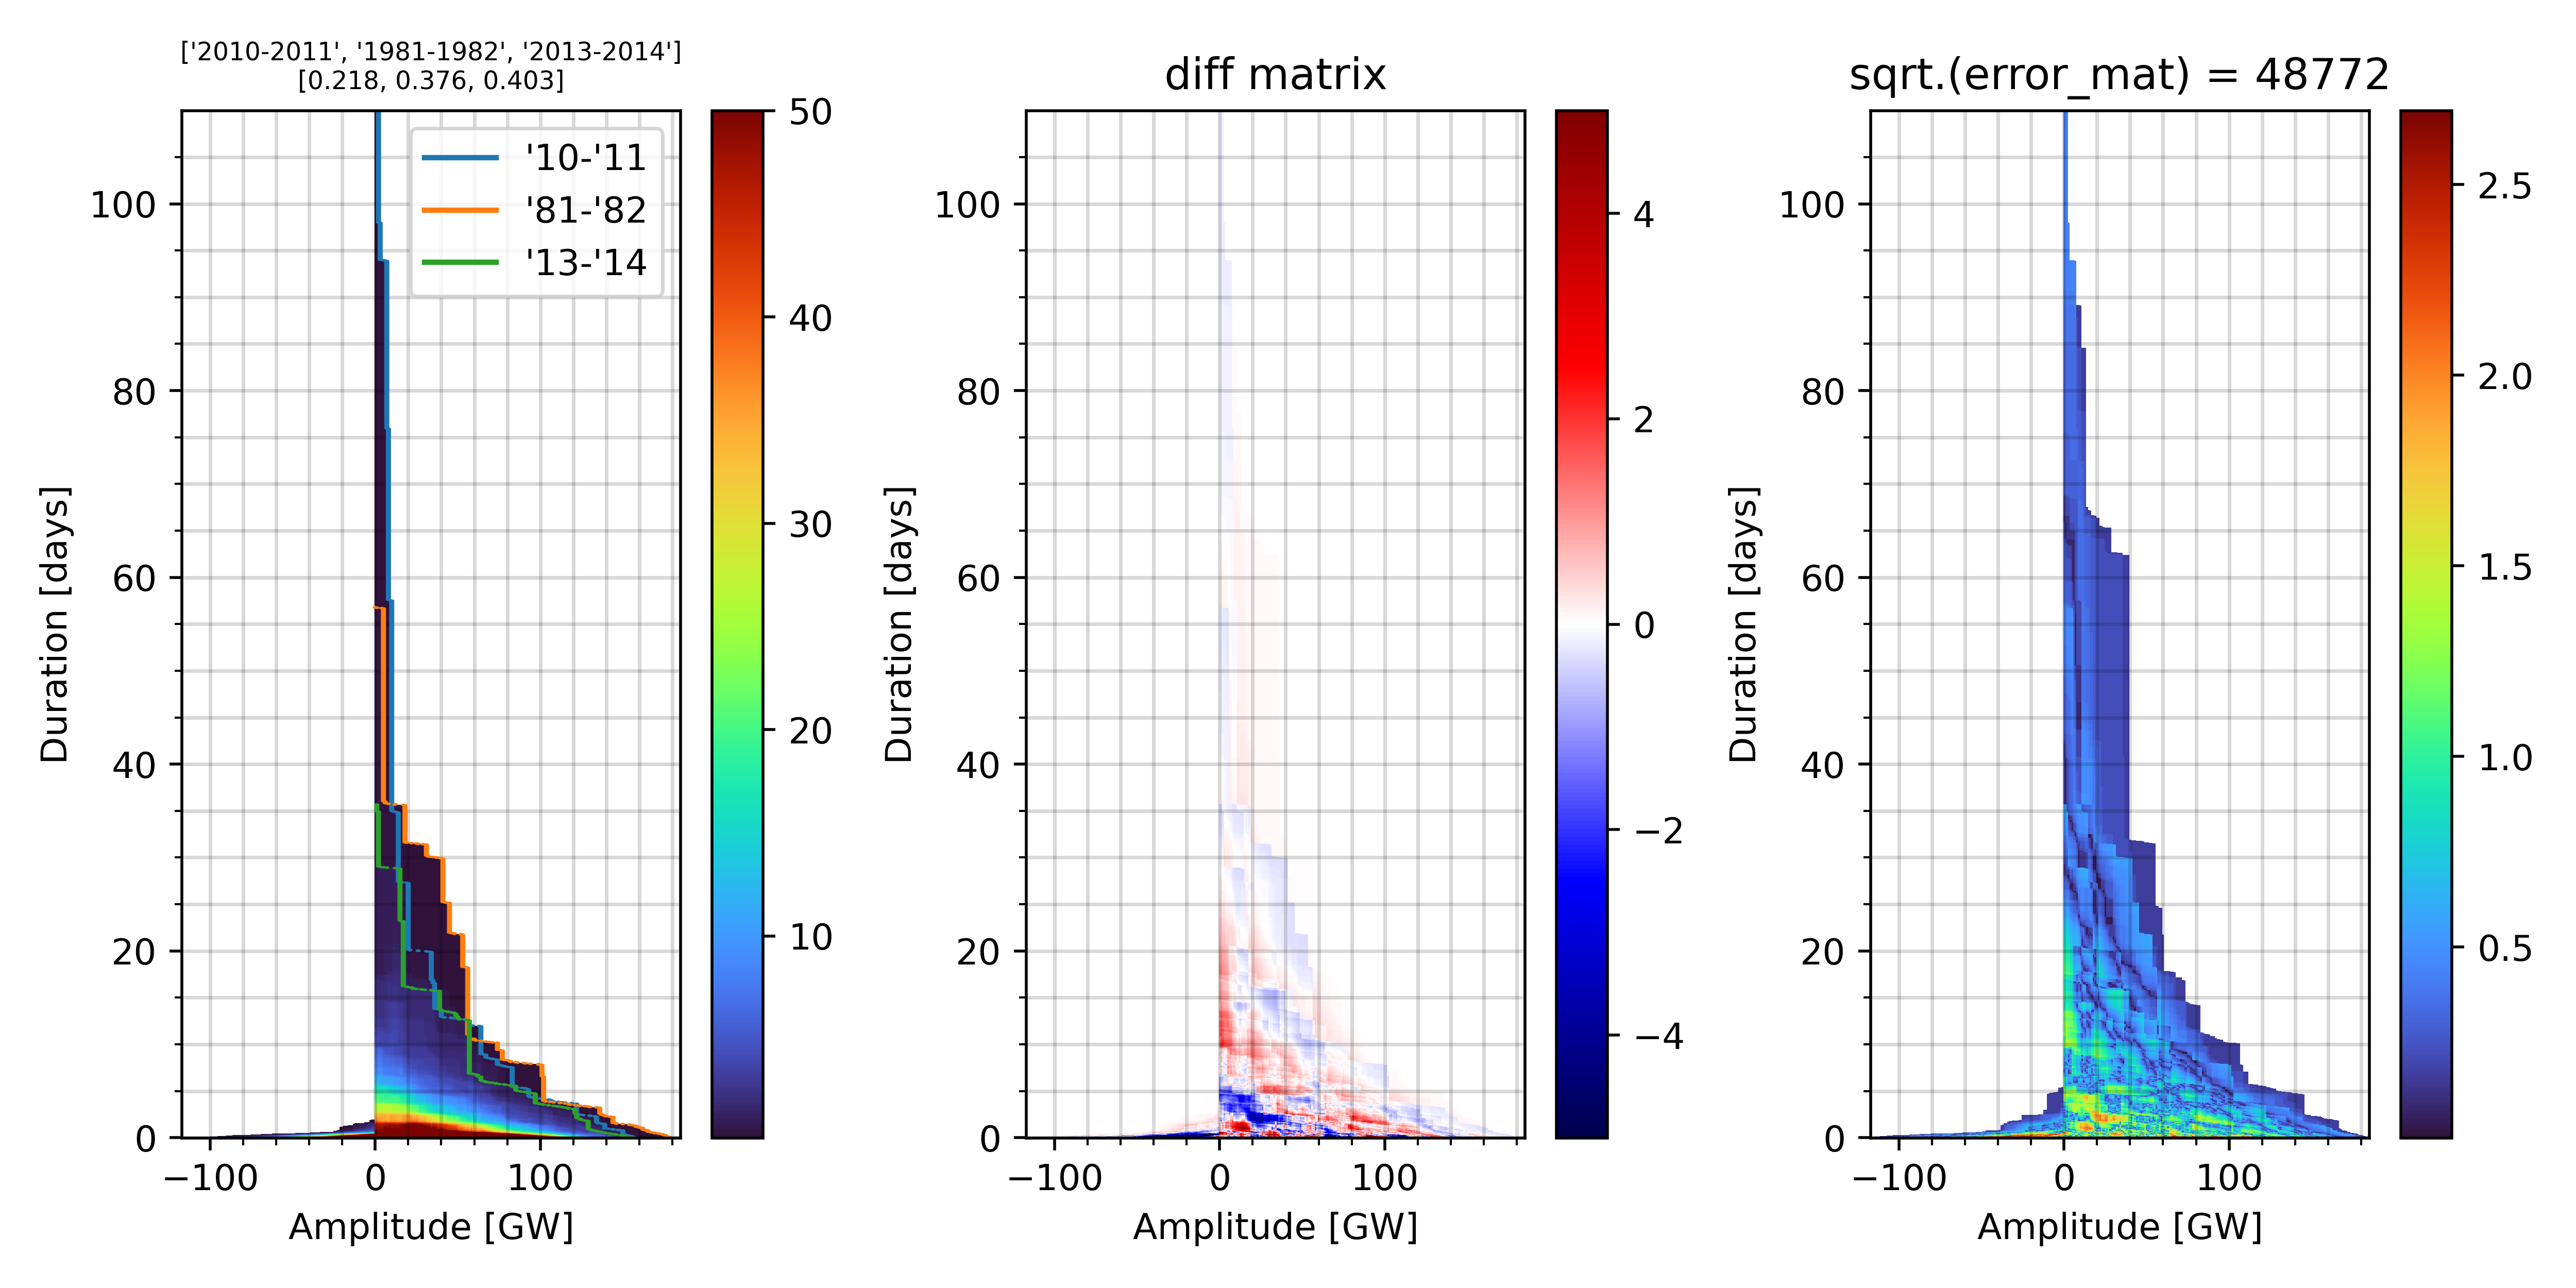 ['2010-2011', '1981-1982', '2013-2014']
[0.218, 0.376, 0.403]
'10-'11
'81-'82
'13-'14
100
80
60
40
20
0
Duration [days]
−100 0 100
Amplitude [GW]
50
40
30
20
10
diff matrix
100
80
60
40
20
0
Duration [days]
−100 0 100
Amplitude [GW]
4
2
0
−2
−4
sqrt.(error_mat) = 48772
100
80
60
40
20
0
Duration [days]
−100 0 100
Amplitude [GW]
2.5
2.0
1.5
1.0
0.5